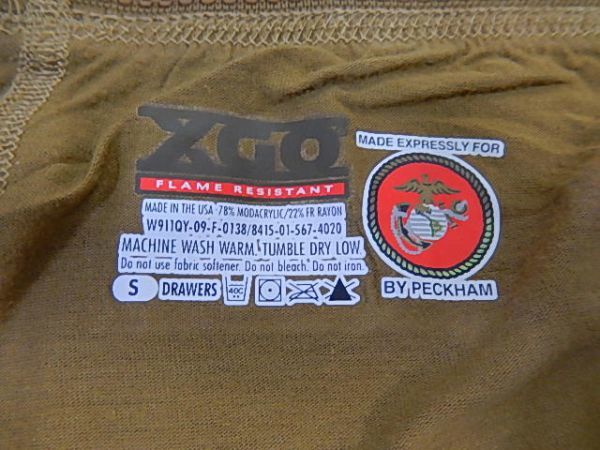 XGO
FLAME RESISTANT
MADE IN THE USA 78% MODACRYLIC/22% FR RAYON
W911QY-09-F-0138/8415-01-567-4020
MACHINE WASH WARM. TUMBLE DRY LOW.
Do not use fabric softener. Do not bleach. Do not iron.
S DRAWERS 40C
MADE EXPRESSLY FOR
BY PECKHAM